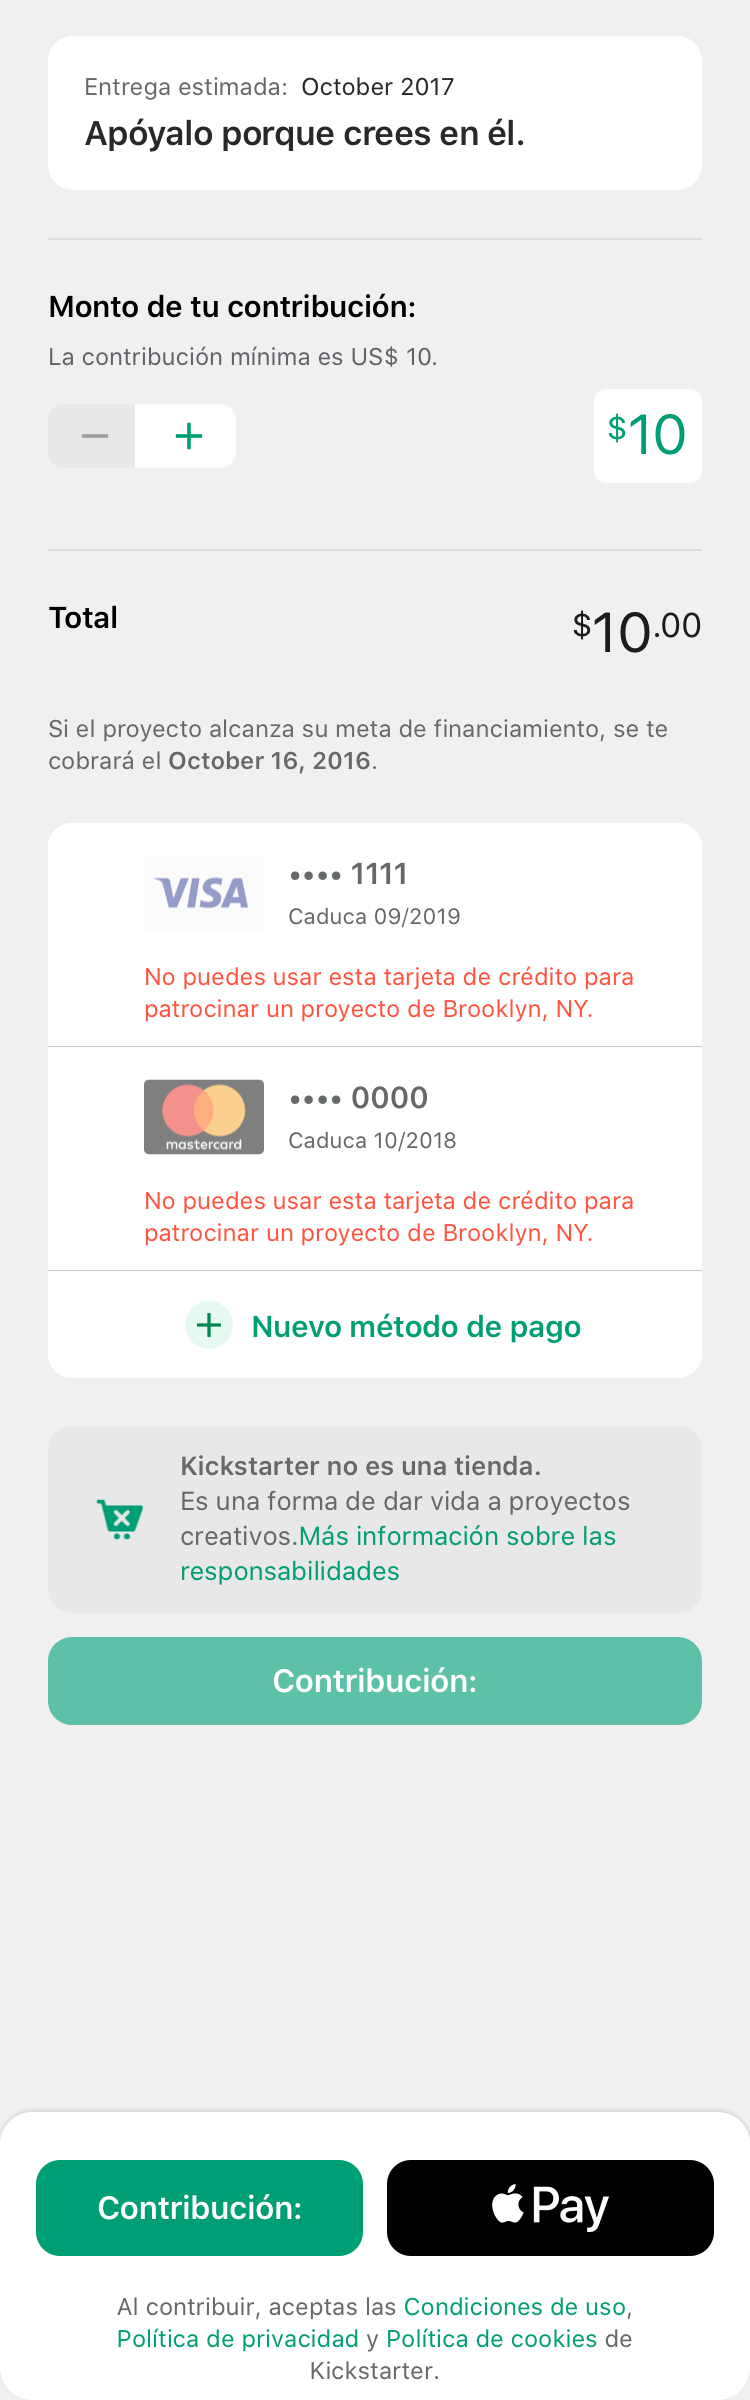 Entrega estimada: October 2017
Apóyalo porque crees en él.
Monto de tu contribución:
La contribución mínima es US$ 10.
$10
Total
$10.00
Si el proyecto alcanza su meta de financiamiento, se te
cobrará el October 16, 2016.
VISA
•••• 1111
Caduca 09/2019
No puedes usar esta tarjeta de crédito para
patrocinar un proyecto de Brooklyn, NY.
mastercard
•••• 0000
Caduca 10/2018
No puedes usar esta tarjeta de crédito para
patrocinar un proyecto de Brooklyn, NY.
Nuevo método de pago
Kickstarter no es una tienda.
Es una forma de dar vida a proyectos
creativos.Más información sobre las
responsabilidades
Contribución:
Contribución:
Pay
Al contribuir, aceptas las Condiciones de uso,
Política de privacidad y Política de cookies de
Kickstarter.